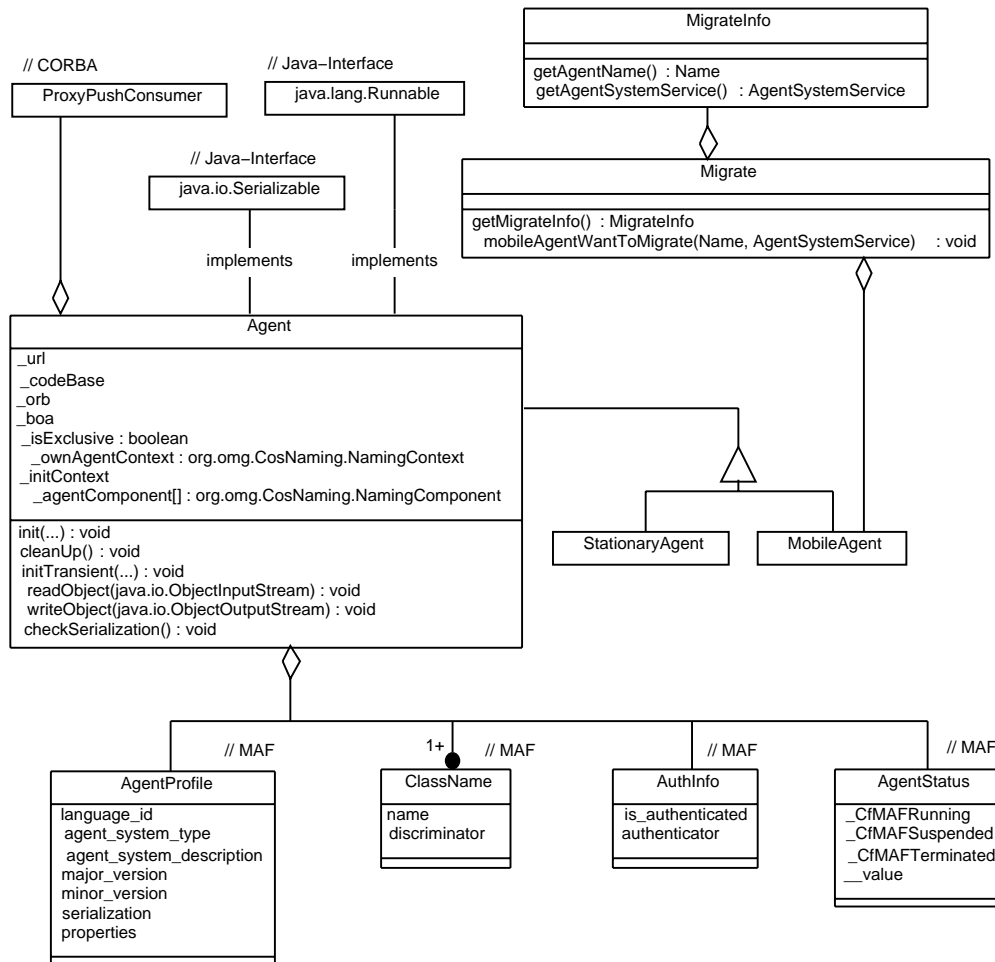 MigrateInfo
getAgentName() : Name
getAgentSystemService() : AgentSystemService
// CORBA
ProxyPushConsumer
// Java−Interface
java.lang.Runnable
// Java−Interface
java.io.Serializable
Migrate
getMigrateInfo() : MigrateInfo
mobileAgentWantToMigrate(Name, AgentSystemService) : void
implements
implements
Agent
_url
_codeBase
_orb
_boa
_isExclusive : boolean
_ownAgentContext : org.omg.CosNaming.NamingContext
_initContext
_agentComponent[] : org.omg.CosNaming.NamingComponent
init(...) : void
cleanUp() : void
initTransient(...) : void
readObject(java.io.ObjectInputStream) : void
writeObject(java.io.ObjectOutputStream) : void
checkSerialization() : void
StationaryAgent
MobileAgent
// MAF
AgentProfile
language_id
agent_system_type
agent_system_description
major_version
minor_version
serialization
properties
1+
// MAF
ClassName
name
discriminator
// MAF
AuthInfo
is_authenticated
authenticator
// MAF
AgentStatus
_CfMAFRunning
_CfMAFSuspended
_CfMAFTerminated
__value